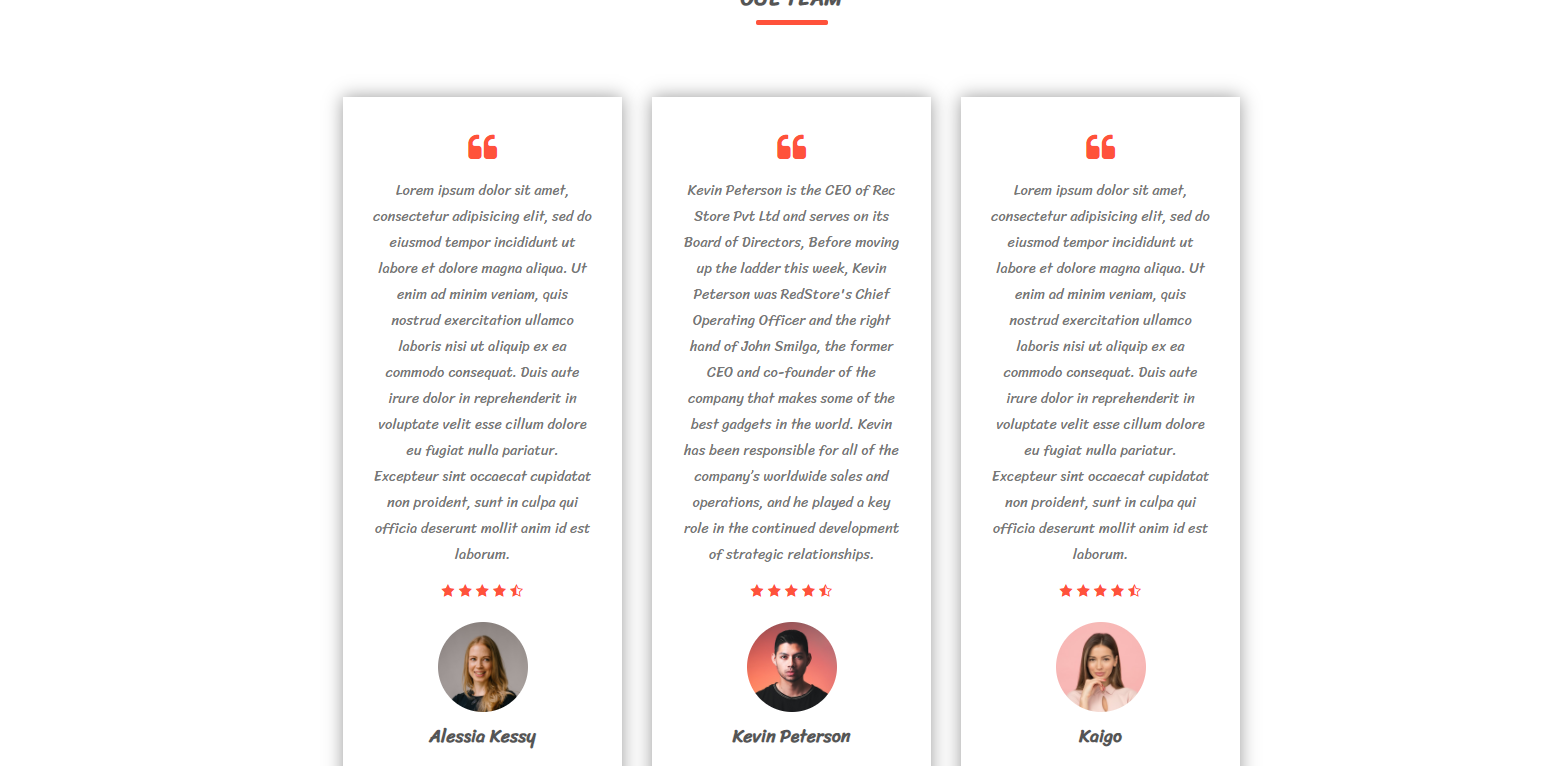 OUR TEAM
Lorem ipsum dolor sit amet,
consectetur adipisicing elit, sed do
eiusmod tempor incididunt ut
labore et dolore magna aliqua. Ut
enim ad minim veniam, quis
nostrud exercitation ullamco
laboris nisi ut aliquip ex ea
commodo consequat. Duis aute
irure dolor in reprehenderit in
voluptate velit esse cillum dolore
eu fugiat nulla pariatur.
Excepteur sint occaecat cupidatat
non proident, sunt in culpa qui
officia deserunt mollit anim id est
laborum.
Alessia Kessy
Kevin Peterson is the CEO of Rec
Store Pvt Ltd and serves on its
Board of Directors, Before moving
up the ladder this week, Kevin
Peterson was RedStore's Chief
Operating Officer and the right
hand of John Smilga, the former
CEO and co-founder of the
company that makes some of the
best gadgets in the world. Kevin
has been responsible for all of the
company's worldwide sales and
operations, and he played a key
role in the continued development
of strategic relationships.
Kevin Peterson
Lorem ipsum dolor sit amet,
consectetur adipisicing elit, sed do
eiusmod tempor incididunt ut
labore et dolore magna aliqua. Ut
enim ad minim veniam, quis
nostrud exercitation ullamco
laboris nisi ut aliquip ex ea
commodo consequat. Duis aute
irure dolor in reprehenderit in
voluptate velit esse cillum dolore
eu fugiat nulla pariatur.
Excepteur sint occaecat cupidatat
non proident, sunt in culpa qui
officia deserunt mollit anim id est
laborum.
Kaigo